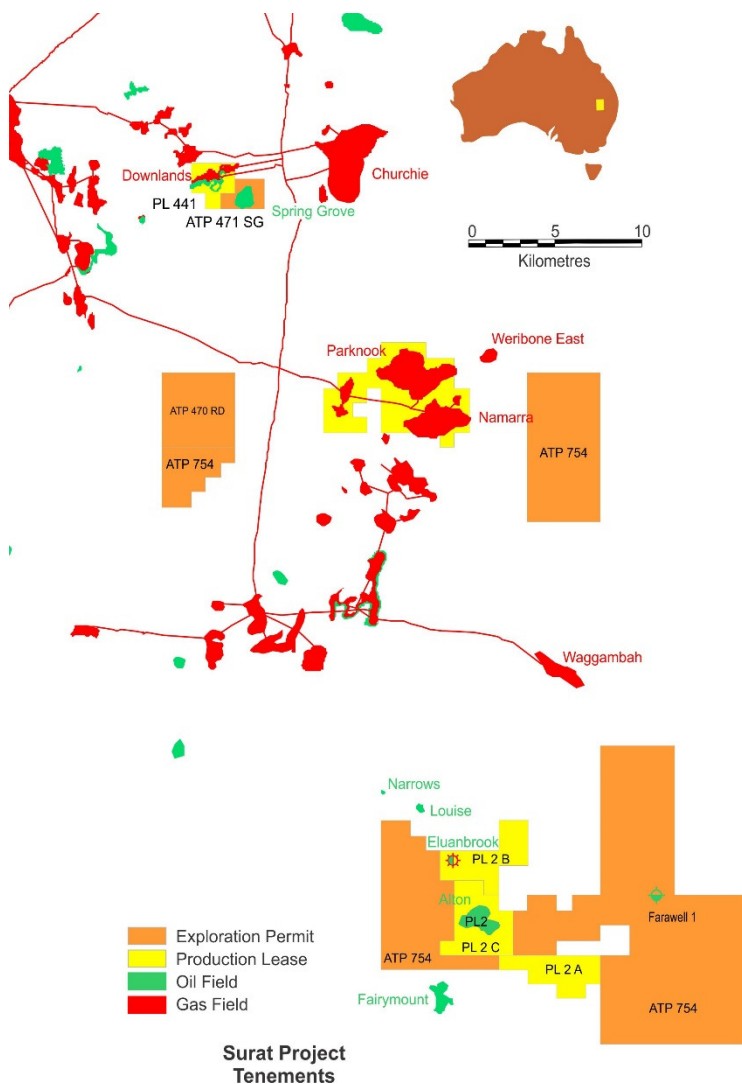 Downlands
Churchie
PL 441
Spring Grove
ATP 471 SG
0
5
10
Kilometres
Parknook
Weribone East
ATP 470 RD
Namarra
ATP 754
ATP 754
Waggambah
Narrows
Louise
Eluanbrook
PL 2 B
Alton
PL2
Farawell 1
PL 2 C
ATP 754
PL 2 A
Fairymount
ATP 754
Exploration Permit
Production Lease
Oil Field
Gas Field
Surat Project
Tenements